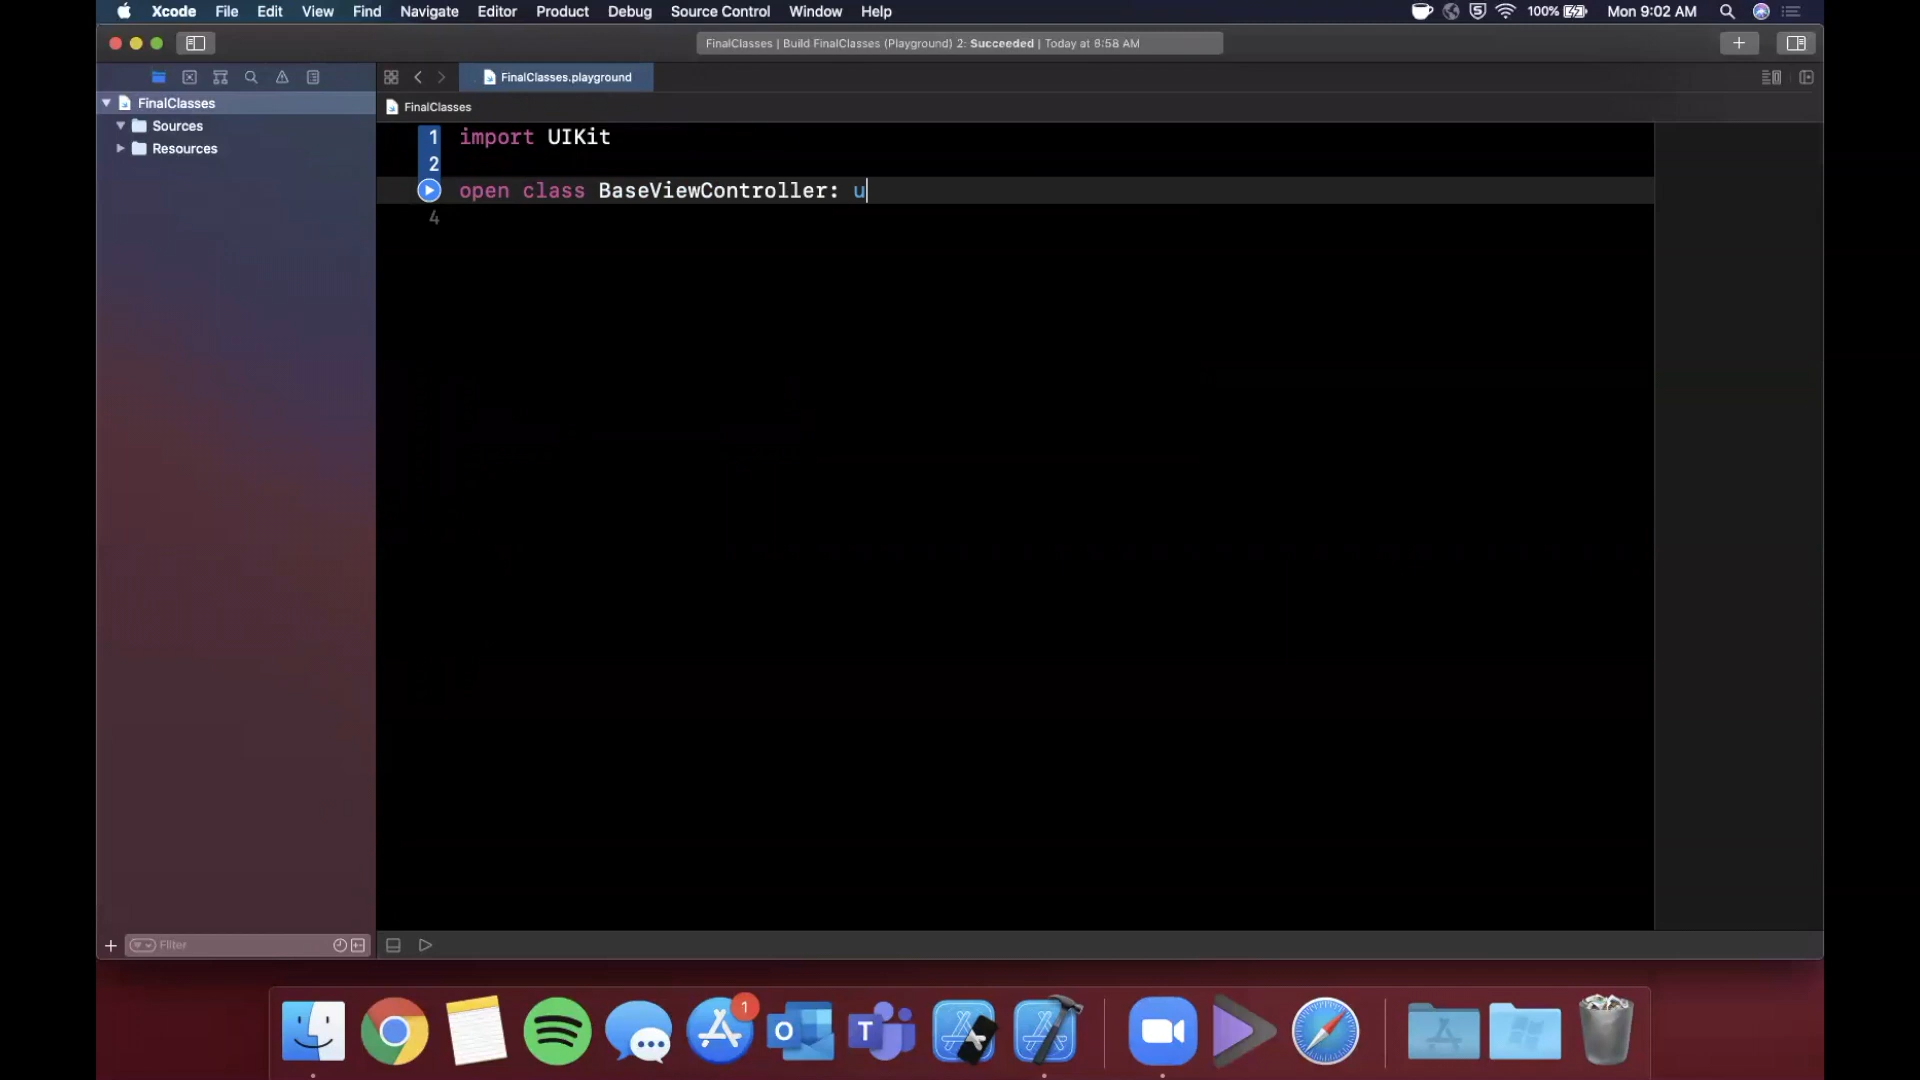 Xcode File Edit View Find Navigate Editor Product Debug Source Control Window Help 100% Mon 9:02 AM
FinalClasses | Build FinalClasses (Playground) 2: Succeeded | Today at 8:58 AM
FinalClasses.playground
FinalClasses
Sources
Resources
FinalClasses
1 import UIKit
2
open class BaseViewController: u
4
Filter
1